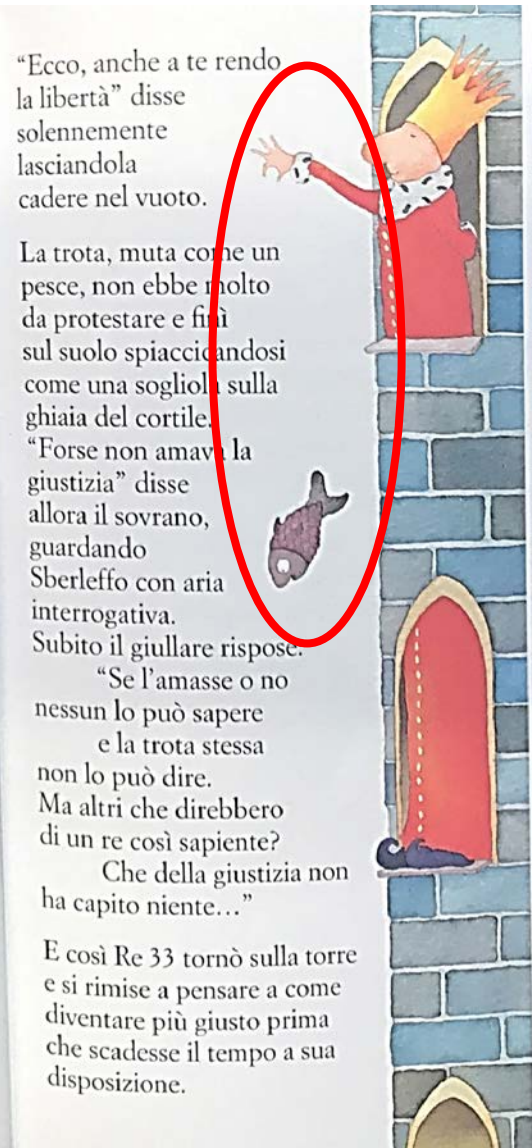 “Ecco, anche a te rendo
la libertà” disse
solennemente
lasciandola
cadere nel vuoto.
La trota, muta come un
pesce, non ebbe molto
da protestare e finì
sul suolo spiaccicandosi
come una sogliola sulla
ghiaia del cortile.
“Forse non amava la
giustizia” disse
allora il sovrano,
guardando
Sberleffo con aria
interrogativa.
Subito il giullare rispose:
“Se l’amasse o no
nessun lo può sapere
e la trota stessa
non lo può dire.
Ma altri che direbbero
di un re così sapiente?
Che della giustizia non
ha capito niente…”
E così Re 33 tornò sulla torre
e si rimise a pensare a come
diventare più giusto prima
che scadesse il tempo a sua
disposizione.